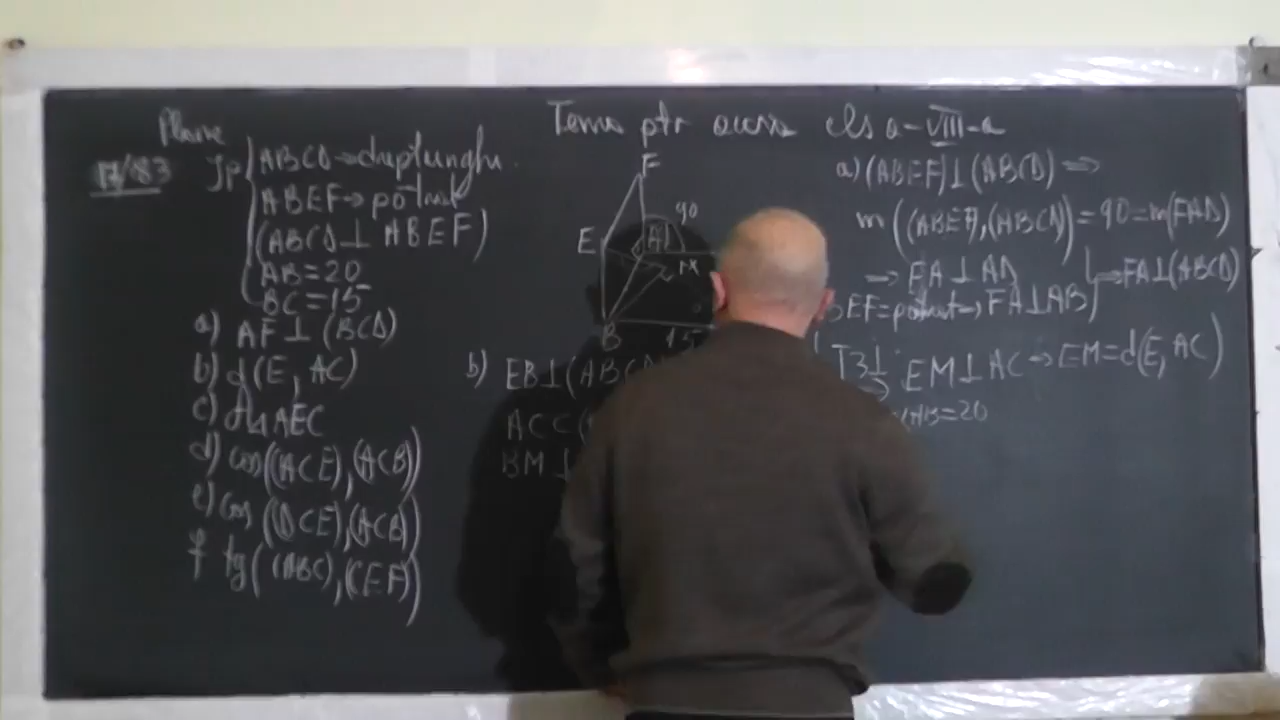 Plane
Tema ptr acasa cls a-VIII-a
17/83
Jp ABCD→dreptunghi
ABEF→pătrat
(ABCD⊥ABEF)
AB=20
BC=15
a) AF⊥(BCD)
b) d(E, AC)
c) AEC
d) cos((ACE),(ACB))
e) cos((DCE),(ACB))
f tg((ABC),(CEF))
F
90
E
A
M
B
15
a) (ABEF)⊥(ABCD) ⇒
m((ABEF),(ABCD))=90=m(FAD)
⇒ FA⊥AD
⇒FA⊥(ABCD)
EF=pătrat→FA⊥AB
b) EB⊥(ABCD
T3⊥
⇒ EM⊥AC→EM=d(E,AC)
AC⊂(
AB=20
BM⊥